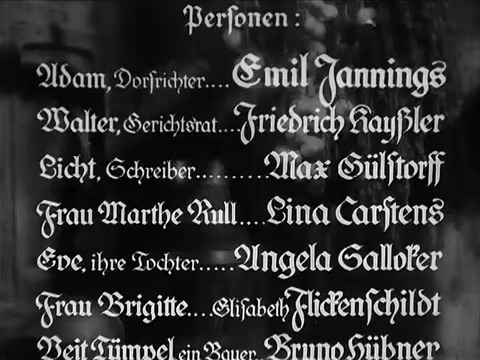 Personen:
Adam, Dorfrichter.... Emil Jannings
Walter, Gerichtsrat.... Friedrich Kayßler
Licht, Schreiber.......... Max Gülstorff
Frau Marthe Rull.... Lina Carstens
Eve, ihre Tochter..... Angela Salloker
Frau Brigitte... Elisabeth Flickenschildt
Veit Tümpel ein Bauer.. Bruno Hübner